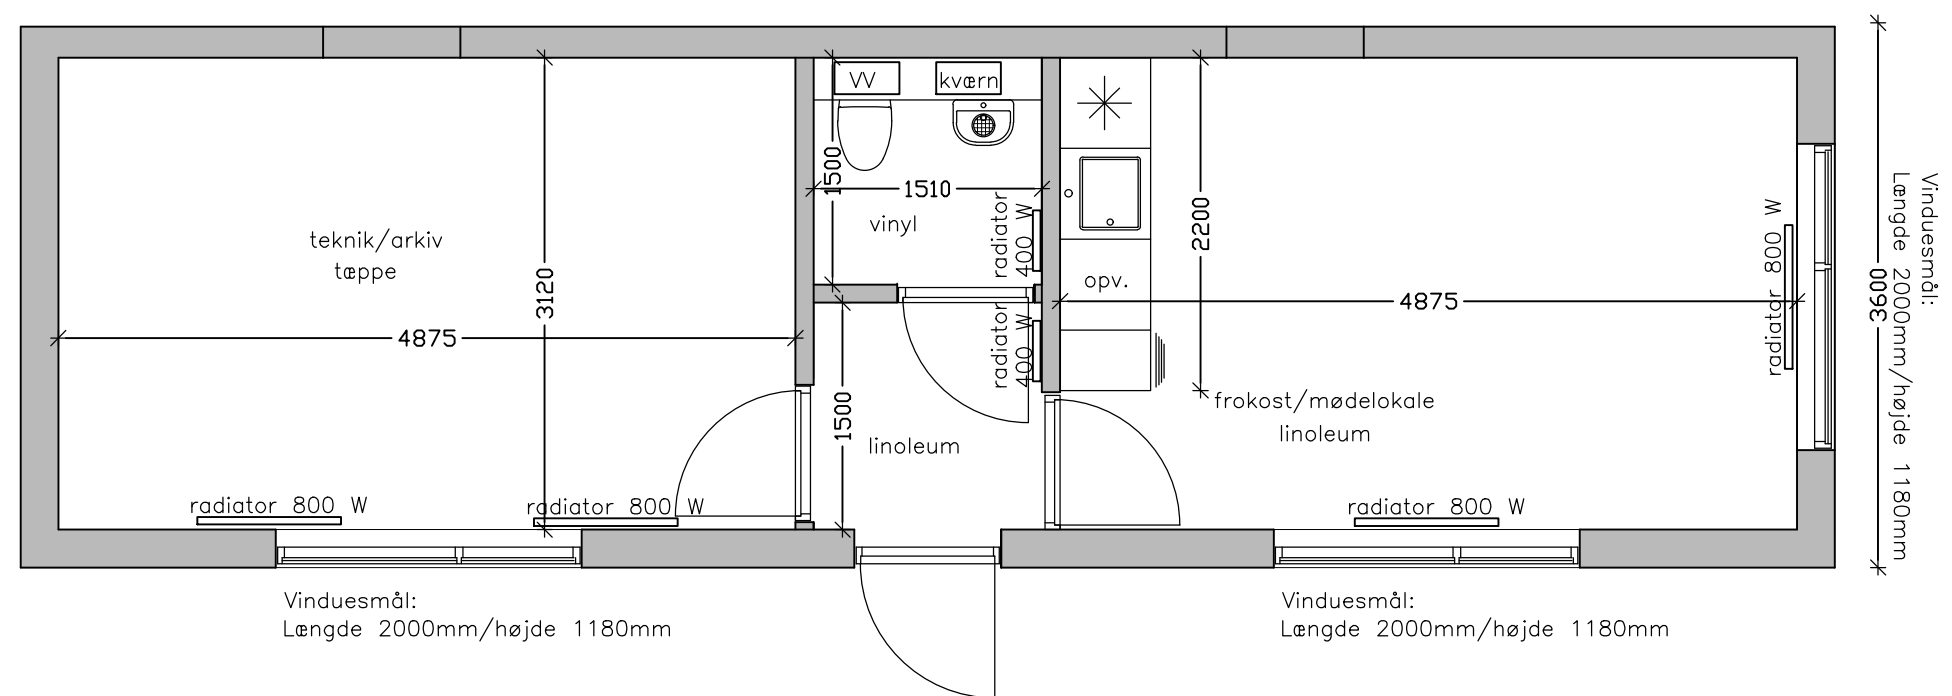 VV
kværn
1500
1510
vinyl
radiator
400 W
teknik/arkiv
tæppe
3120
4875
2200
opv.
4875
radiator 800 W
3600
Vinduesmål:
Længde 2000mm/højde 1180mm
radiator
400 W
1500
linoleum
frokost/mødelokale
linoleum
radiator 800 W
radiator 800 W
radiator 800 W
Vinduesmål:
Længde 2000mm/højde 1180mm
Vinduesmål:
Længde 2000mm/højde 1180mm